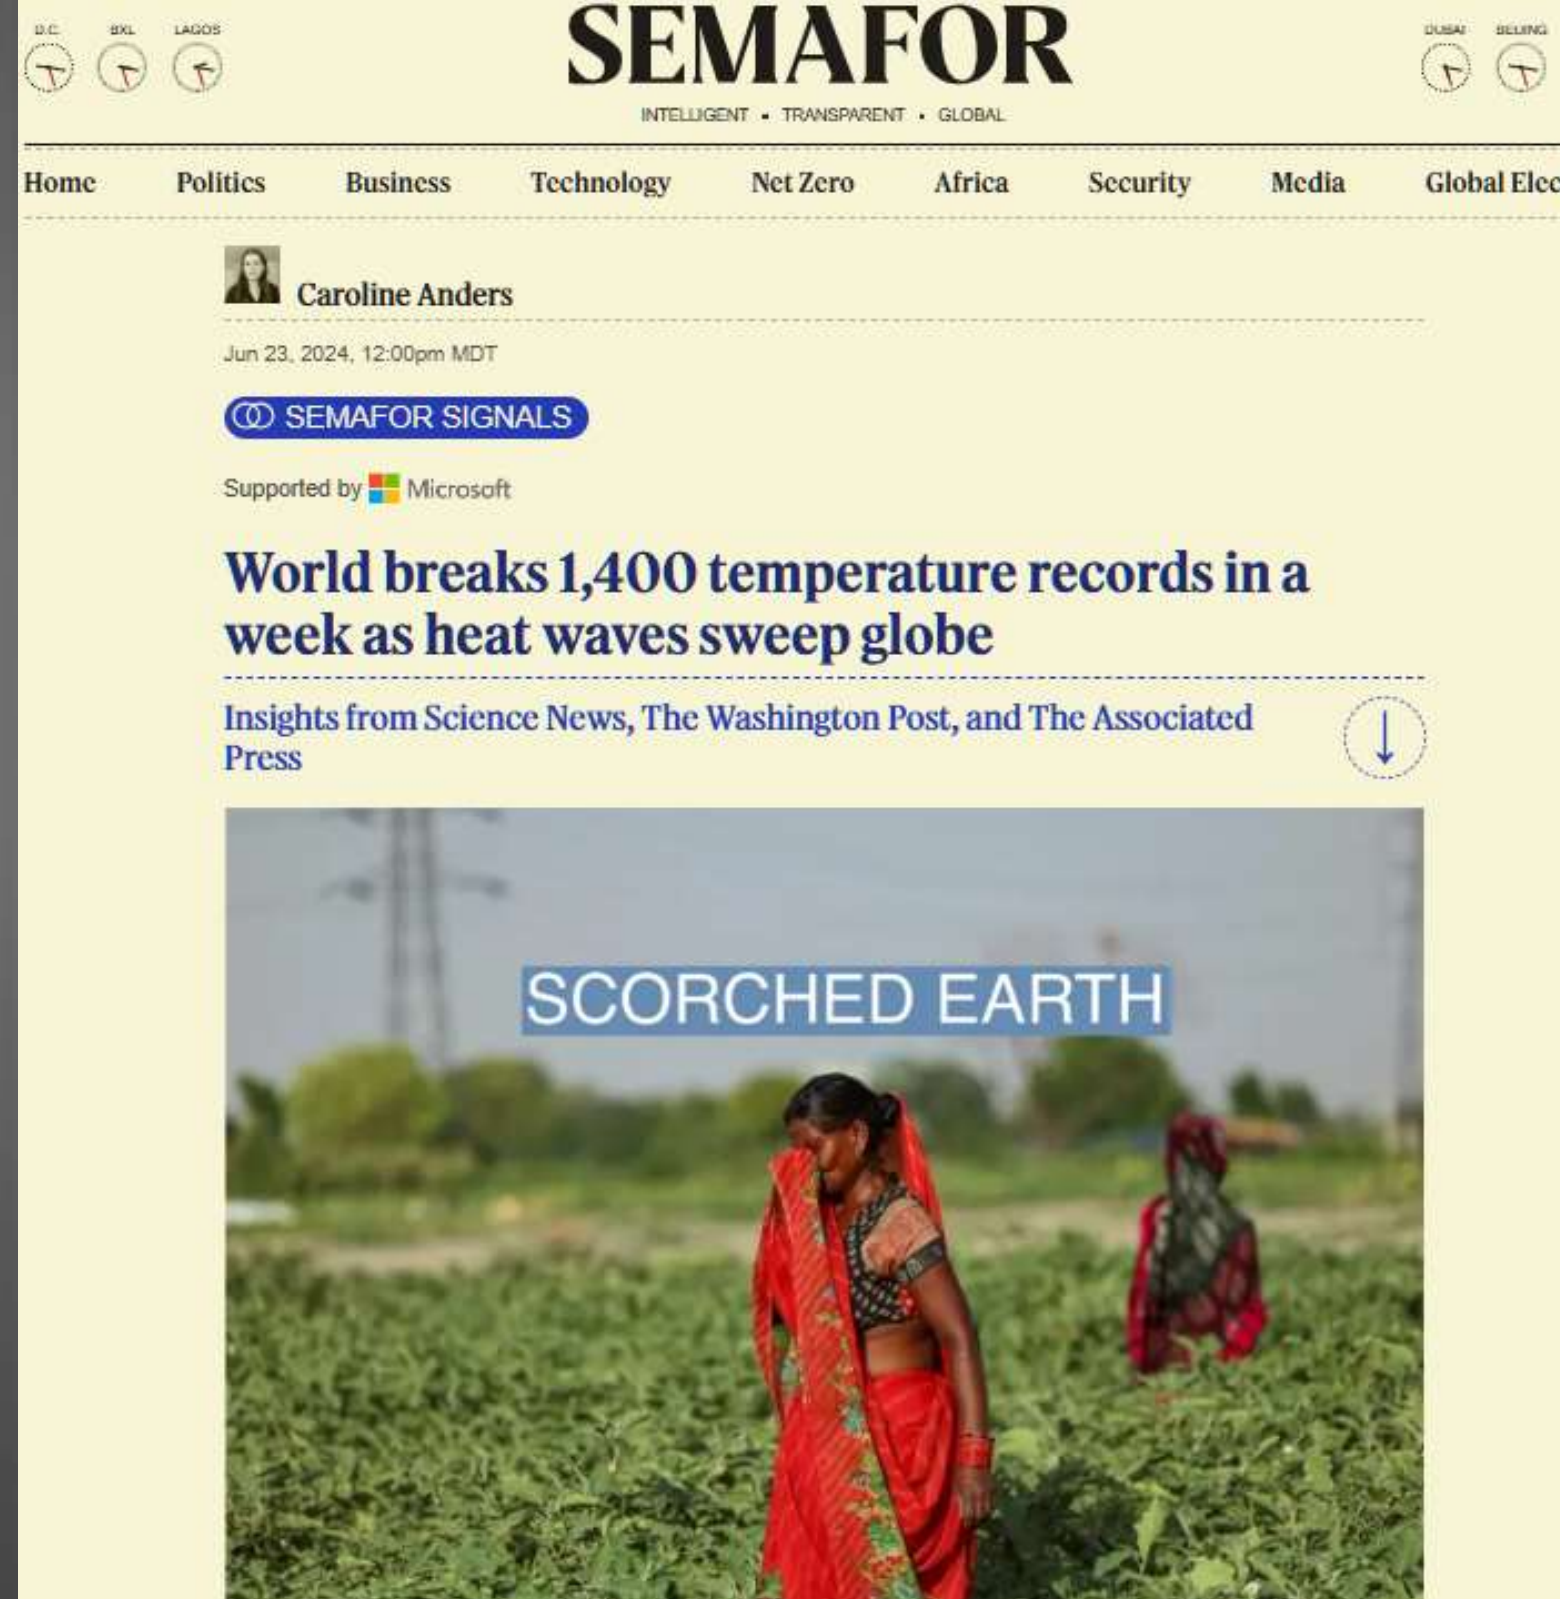 D.C. BXL LAGOS
SEMAFOR
DUBAI BEIJING
INTELLIGENT ▪ TRANSPARENT ▪ GLOBAL
Home Politics Business Technology Net Zero Africa Security Media Global Elec
Caroline Anders
Jun 23, 2024, 12:00pm MDT
SEMAFOR SIGNALS
Supported by Microsoft
World breaks 1,400 temperature records in a
week as heat waves sweep globe
Insights from Science News, The Washington Post, and The Associated
Press
SCORCHED EARTH